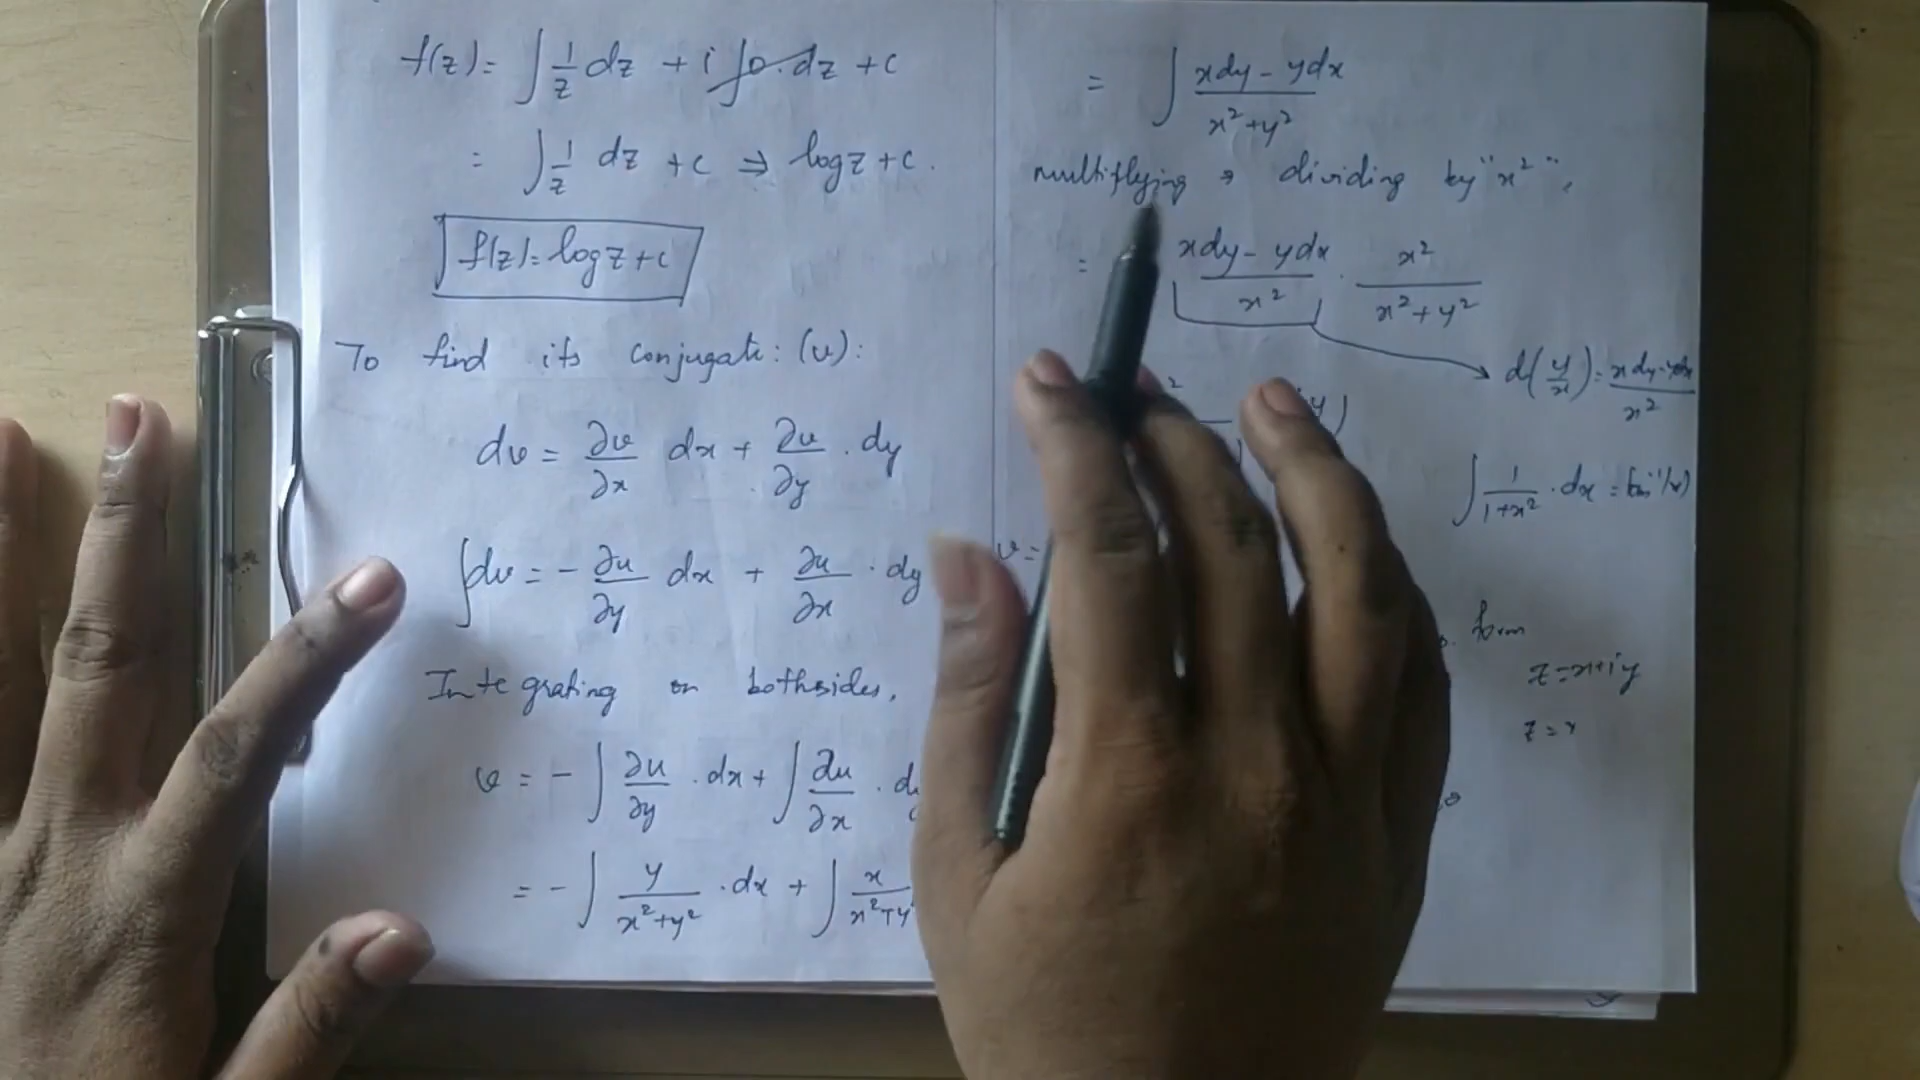 f(z) = ∫ 1/z dz + i ∫0.dz + c
= ∫ 1/z dz + c ⇒ log z + c.
f(z) = log z + c
To find its conjugate: (v):
dv = ∂v/∂x dx + ∂v/∂y . dy
∫dv = - ∂u/∂y dx + ∂u/∂x . dy
Integrating on bothsides,
v = - ∫ ∂u/∂y . dx + ∫ ∂u/∂x .
= - ∫ y/x²+y² . dx + ∫ x/x²+y
= ∫ xdy - ydx / x²+y²
multiplying & dividing by "x²",
= xdy - ydx / x² . x² / x²+y²
d(y/x) = xdy-ydx / x²
∫ 1/1+x² . dx = tan⁻¹(x)
v =
form
z = x+iy
z = x